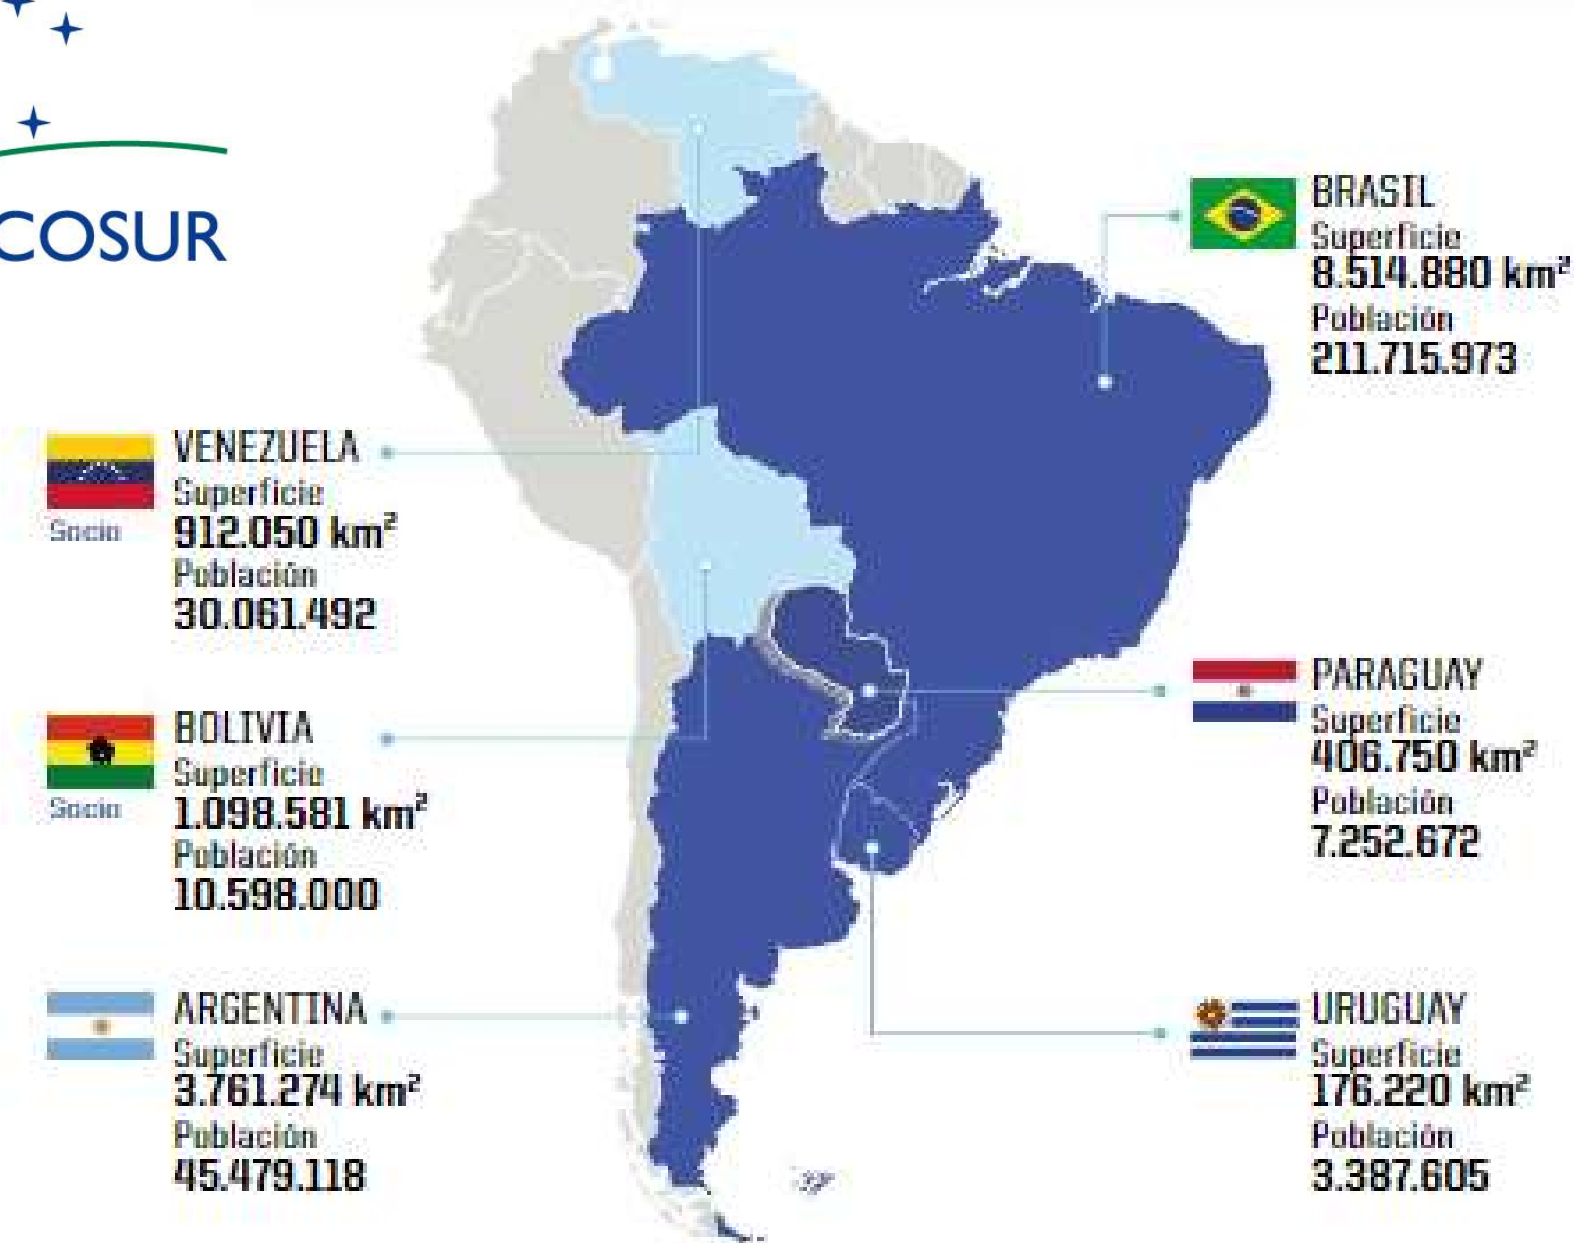 COSUR
BRASIL
Superficie
8.514.880 km²
Población
211.715.973
VENEZUELA
Superficie
Socio
912.050 km²
Población
30.061.492
PARAGUAY
Superficie
406.750 km²
Población
7.252.672
BOLIVIA
Superficie
Socio
1.098.581 km²
Población
10.598.000
ARGENTINA
Superficie
3.761.274 km²
Población
45.479.118
URUGUAY
Superficie
176.220 km²
Población
3.387.605